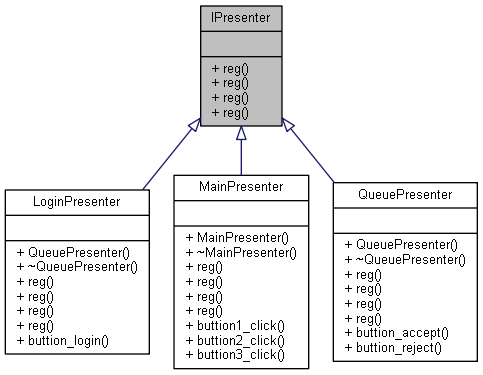 IPresenter
+ reg()
+ reg()
+ reg()
+ reg()
LoginPresenter
+ QueuePresenter()
+ ~QueuePresenter()
+ reg()
+ reg()
+ reg()
+ reg()
+ buttion_login()
MainPresenter
+ MainPresenter()
+ ~MainPresenter()
+ reg()
+ reg()
+ reg()
+ reg()
+ buttion1_click()
+ buttion2_click()
+ buttion3_click()
QueuePresenter
+ QueuePresenter()
+ ~QueuePresenter()
+ reg()
+ reg()
+ reg()
+ reg()
+ buttion_accept()
+ buttion_reject()